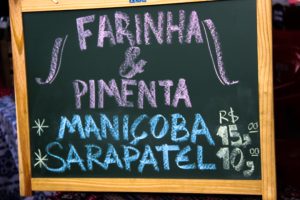 FARINHA
&
PIMENTA
R$
* MANIÇOBA 15,00
* SARAPATEL 10,00